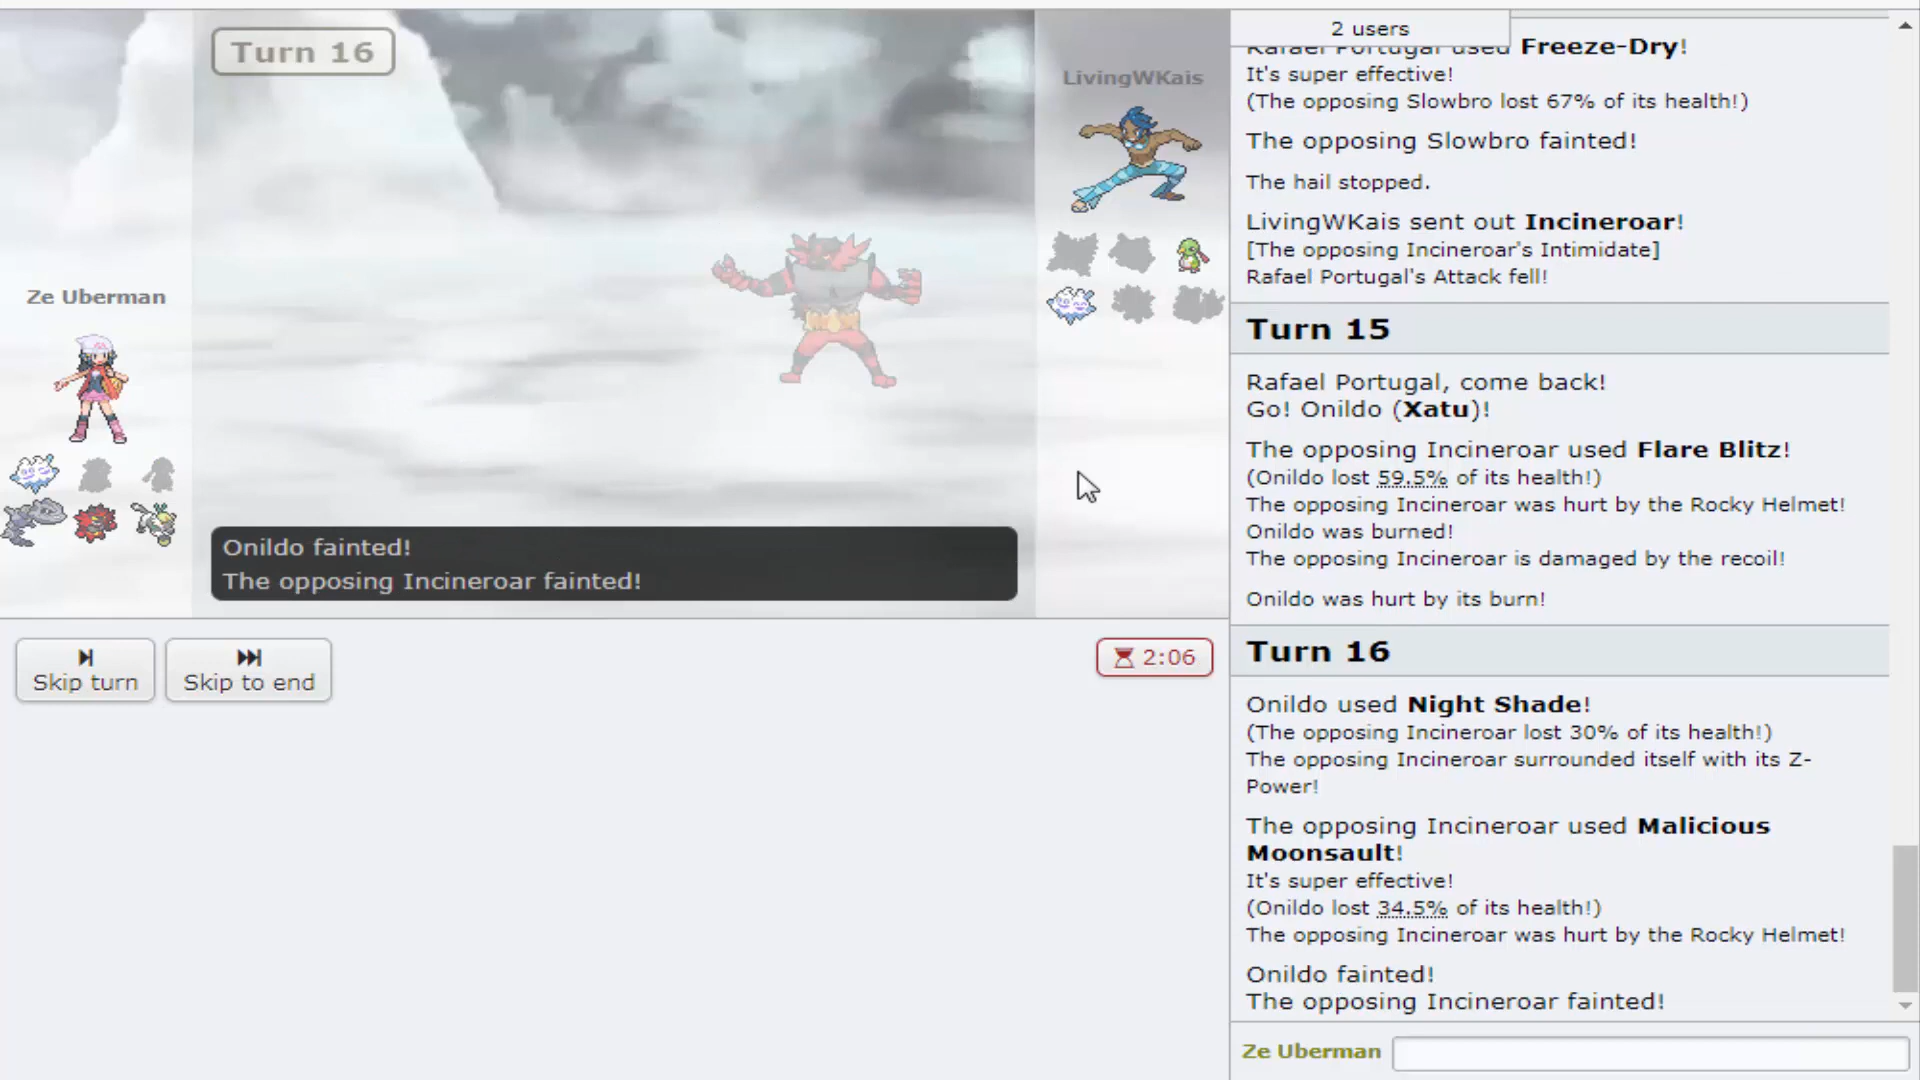 Turn 16
LivingWKais
Ze Uberman
Onildo fainted!
The opposing Incineroar fainted!
Skip turn
Skip to end
2:06
2 users
Rafael Portugal used Freeze-Dry!
It's super effective!
(The opposing Slowbro lost 67% of its health!)
The opposing Slowbro fainted!
The hail stopped.
LivingWKais sent out Incineroar!
[The opposing Incineroar's Intimidate]
Rafael Portugal's Attack fell!
Turn 15
Rafael Portugal, come back!
Go! Onildo (Xatu)!
The opposing Incineroar used Flare Blitz!
(Onildo lost 59.5% of its health!)
The opposing Incineroar was hurt by the Rocky Helmet!
Onildo was burned!
The opposing Incineroar is damaged by the recoil!
Onildo was hurt by its burn!
Turn 16
Onildo used Night Shade!
(The opposing Incineroar lost 30% of its health!)
The opposing Incineroar surrounded itself with its Z-
Power!
The opposing Incineroar used Malicious
Moonsault!
It's super effective!
(Onildo lost 34.5% of its health!)
The opposing Incineroar was hurt by the Rocky Helmet!
Onildo fainted!
The opposing Incineroar fainted!
Ze Uberman